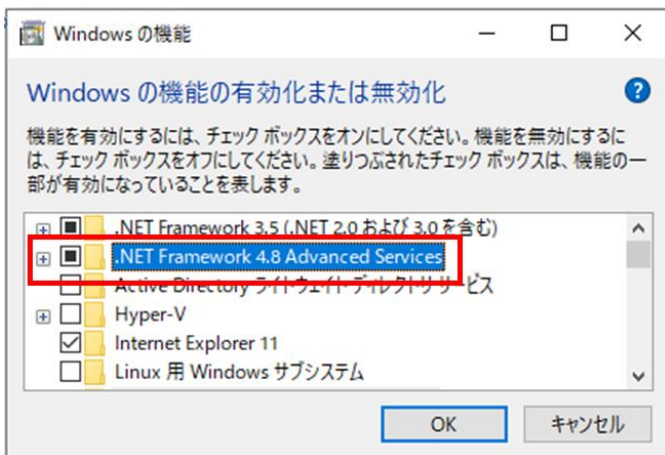 Windows の機能
Windows の機能の有効化または無効化
機能を有効にするには、チェック ボックスをオンにしてください。機能を無効にするに
は、チェック ボックスをオフにしてください。塗りつぶされたチェック ボックスは、機能の一
部が有効になっていることを表します。
.NET Framework 3.5 (.NET 2.0 および 3.0 を含む)
.NET Framework 4.8 Advanced Services
Active Directory ライトウェイト ディレクトリ サービス
Hyper-V
Internet Explorer 11
Linux 用 Windows サブシステム
OK
キャンセル